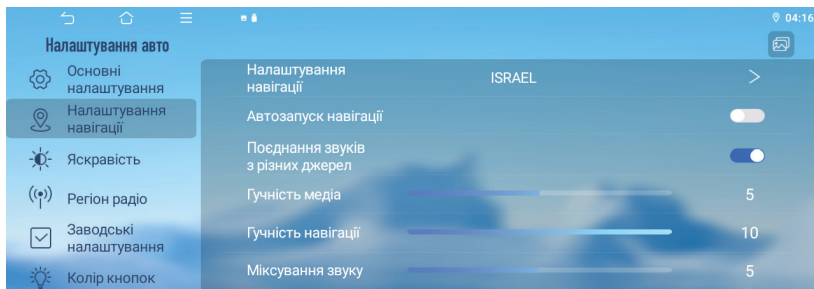 04:16
Налаштування авто
Основні
налаштування
Налаштування
навігації
Яскравість
Регіон радіо
Заводські
налаштування
Колір кнопок
Налаштування
навігації
ISRAEL
Автозапуск навігації
Поєднання звуків
з різних джерел
Гучність медіа
5
Гучність навігації
10
Міксування звуку
5